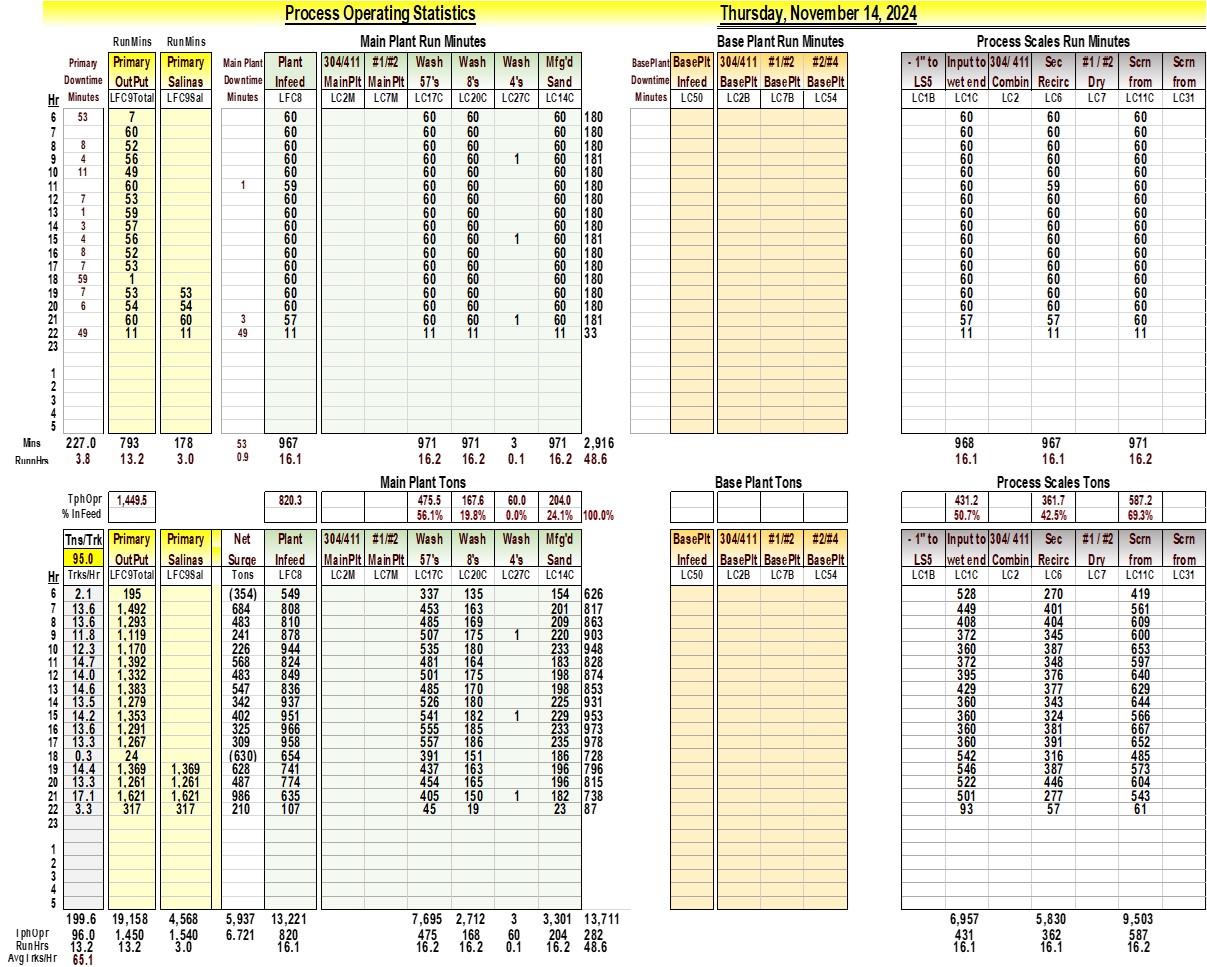 Process Operating Statistics Thursday, November 14, 2024
RunMins RunMins Main Plant Run Minutes Base Plant Run Minutes Process Scales Run Minutes
Primary Primary Primary Main Plant Plant 304/411 #1/#2 Wash Wash Wash Mfg'd BasePlant BasePlt 304/411 #1/#2 #2/#4 - 1" to Input to 304/ 411 Sec #1 / #2 Scrn Scrn
Downtime OutPut Salinas Downtime Infeed MainPlt MainPlt 57's 8's 4's Sand Downtime Infeed BasePlt BasePlt BasePlt LS5 wet end Combin Recirc Dry from from
Hr Minutes LFC9Total LFC9Sal Minutes LFC8 LC2M LC7M LC17C LC20C LC27C LC14C Minutes LC50 LC2B LC7B LC54 LC1B LC1C LC2 LC6 LC7 LC11C LC31
6 53 7 60 60 60 60 180 60 60 60
7 60 60 60 60 60 180 60 60 60
8 8 52 60 60 60 60 180 60 60 60
9 4 56 60 60 60 1 60 181 60 60 60
10 11 49 60 60 60 60 180 60 60 60
11 60 1 59 60 60 60 180 60 59 60
12 7 53 60 60 60 60 180 60 60 60
13 1 59 60 60 60 60 180 60 60 60
14 3 57 60 60 60 60 180 60 60 60
15 4 56 60 60 60 1 60 181 60 60 60
16 8 52 60 60 60 60 180 60 60 60
17 7 53 60 60 60 60 180 60 60 60
18 59 1 60 60 60 60 180 60 60 60
19 7 53 53 60 60 60 60 180 60 60 60
20 6 54 54 60 60 60 60 180 60 60 60
21 60 60 3 57 60 60 1 60 181 57 57 60
22 49 11 11 49 11 11 11 11 33 11 11 11
23
1
2
3
4
5
Mins 227.0 793 178 53 967 971 971 3 971 2,916 968 967 971
RunnHrs 3.8 13.2 3.0 0.9 16.1 16.2 16.2 0.1 16.2 48.6 16.1 16.1 16.2
Main Plant Tons Base Plant Tons Process Scales Tons
TphOpr 1,449.5 820.3 475.5 167.6 60.0 204.0 431.2 361.7 587.2
% InFeed 56.1% 19.8% 0.0% 24.1% 100.0% 50.7% 42.5% 69.3%
Tns/Trk Primary Primary Net Plant 304/411 #1/#2 Wash Wash Wash Mfg'd BasePlt 304/411 #1/#2 #2/#4 - 1" to Input to 304/ 411 Sec #1 / #2 Scrn Scrn
95.0 OutPut Salinas Surge Infeed MainPlt MainPlt 57's 8's 4's Sand Infeed BasePlt BasePlt BasePlt LS5 wet end Combin Recirc Dry from from
Hr Trks/Hr LFC9Total LFC9Sal Tons LFC8 LC2M LC7M LC17C LC20C LC27C LC14C LC50 LC2B LC7B LC54 LC1B LC1C LC2 LC6 LC7 LC11C LC31
6 2.1 195 (354) 549 337 135 154 626 528 270 419
7 13.6 1,492 684 808 453 163 201 817 449 401 561
8 13.6 1,293 483 810 485 169 209 863 408 404 609
9 11.8 1,119 241 878 507 175 1 220 903 372 345 600
10 12.3 1,170 226 944 535 180 233 948 360 387 653
11 14.7 1,392 568 824 481 164 183 828 372 348 597
12 14.0 1,332 483 849 501 175 198 874 395 376 640
13 14.6 1,383 547 836 485 170 198 853 429 377 629
14 13.5 1,279 342 937 526 180 225 931 360 343 644
15 14.2 1,353 402 951 541 182 1 229 953 360 324 566
16 13.6 1,291 325 966 555 185 233 973 360 381 667
17 13.3 1,267 309 958 557 186 235 978 360 391 652
18 0.3 24 (630) 654 391 151 186 728 542 316 485
19 14.4 1,369 1,369 628 741 437 163 196 796 546 387 573
20 13.3 1,261 1,261 487 774 454 165 196 815 522 446 604
21 17.1 1,621 1,621 986 635 405 150 1 182 738 501 277 543
22 3.3 317 317 210 107 45 19 23 87 93 57 61
23
1
2
3
4
5
199.6 19,158 4,568 5,937 13,221 7,695 2,712 3 3,301 13,711 6,957 5,830 9,503
TphOpr 96.0 1.450 1.540 6.721 820 475 168 60 204 282 431 362 587
RunHrs 13.2 13.2 3.0 16.1 16.2 16.2 0.1 16.2 48.6 16.1 16.1 16.2
AvgTrks/Hr 65.1